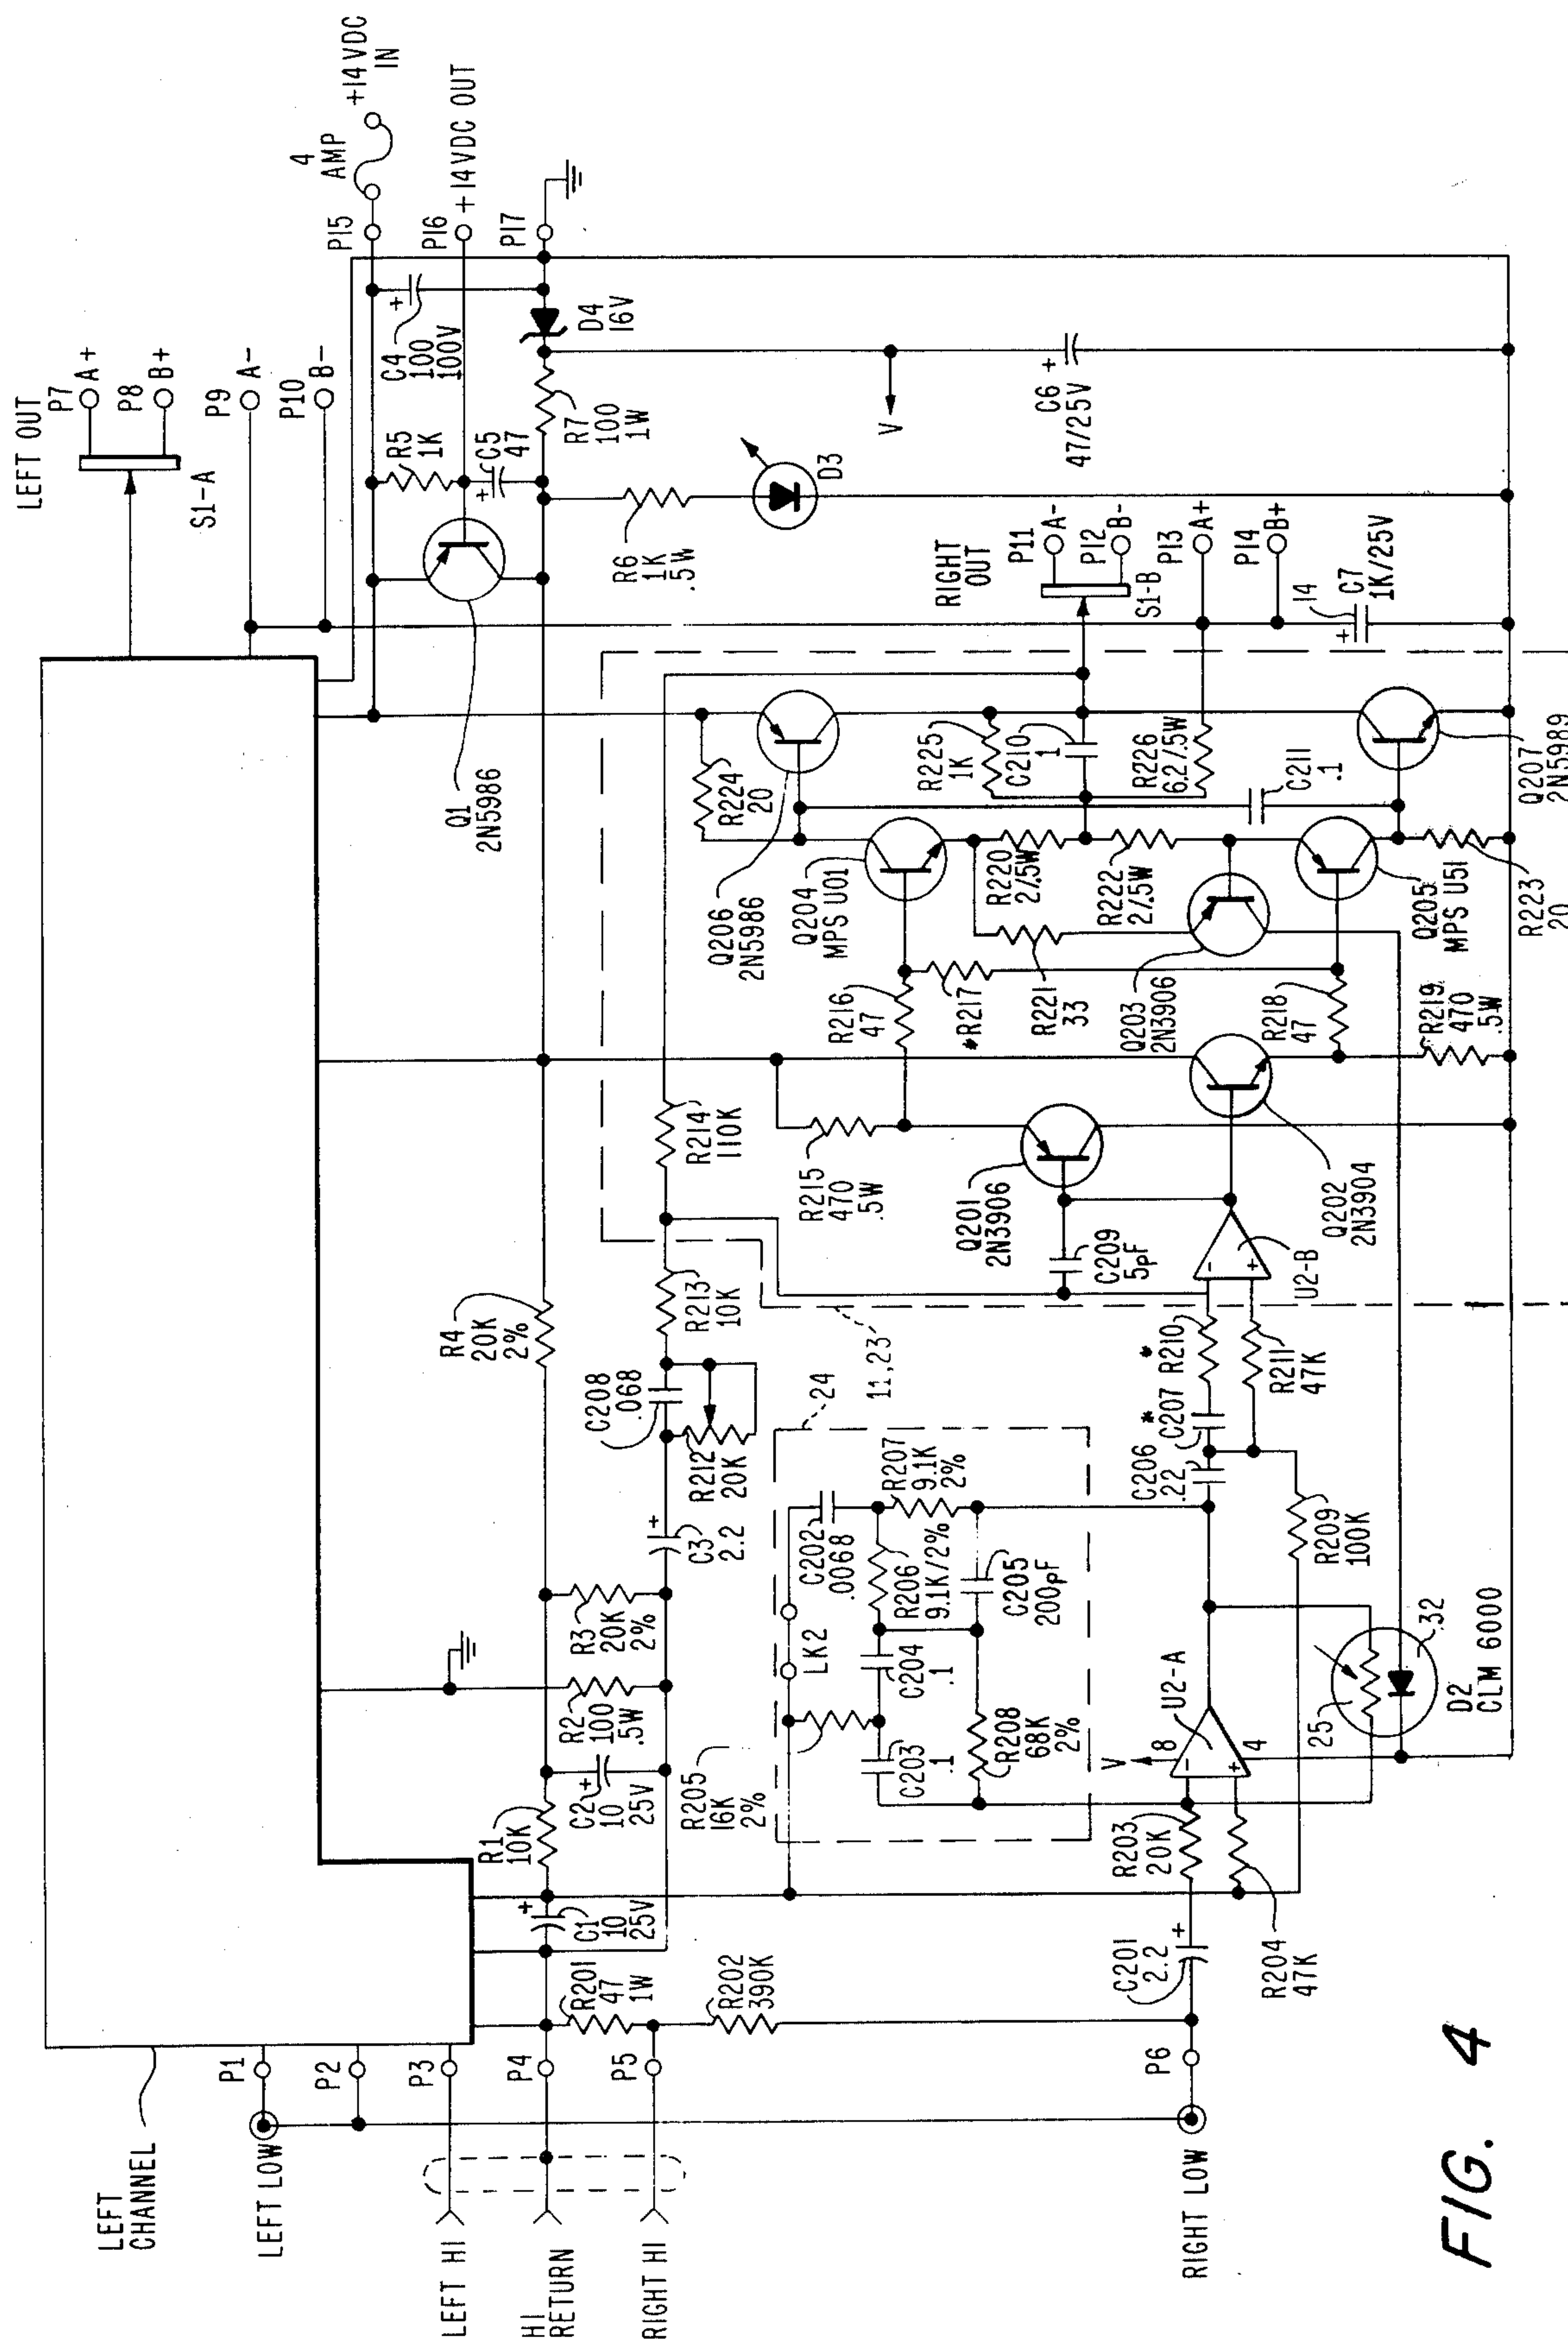 LEFT
CHANNEL
LEFT LOW
P1
P2
LEFT HI
P3
HI
RETURN
P4
RIGHT HI
P5
RIGHT LOW
P6
LEFT OUT
P7
A+
P8
B+
S1-A
P9
A-
P10
B-
4
AMP
+14VDC
IN
P15
P16
+14VDC OUT
P17
C4
100
100V
D4
16V
R5
1K
C5
47
R7
100
1W
Q1
2N5986
R6
1K
.5W
D3
V
C6
47/25V
RIGHT
OUT
P11
A-
P12
B-
S1-B
P13
A+
P14
B+
14
C7
1K/25V
R4
20K
2%
R1
10K
C1
10
25V
C2
10
25V
R2
100
.5W
R3
20K
2%
C3
2.2
R212
20K
C208
.068
R213
10K
R214
110K
11,23
24
R201
47
1W
R202
390K
C201
2.2
R203
20K
R204
47K
R205
16K
2%
LK2
C202
.0068
R206
9.1K/2%
R207
9.1K
2%
C203
.1
C204
.1
C205
200pF
R208
68K
2%
V
8
U2-A
4
25
32
D2
CLM 6000
C206
.22
*
C207
*
R210
R211
47K
R209
100K
C209
5pF
U2-B
R215
470
.5W
Q201
2N3906
Q202
2N3904
R216
47
*R217
R218
47
R219
470
.5W
R221
33
Q203
2N3906
Q204
MPS U01
Q206
2N5986
R224
20
R220
2/.5W
R222
2/.5W
Q205
MPS U51
R223
20
R225
1K
C210
.1
R226
6.2/.5W
C211
.1
Q207
2N5989
FIG. 4